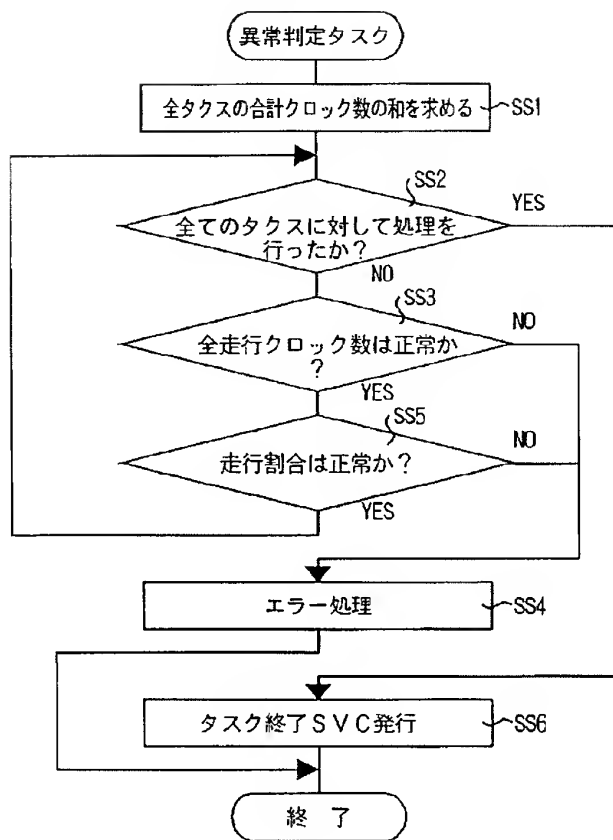 異常判定タスク
全タクスの合計クロック数の和を求める
SS1
SS2
YES
全てのタクスに対して処理を
行ったか?
NO
SS3
NO
全走行クロック数は正常か
?
YES
SS5
NO
走行割合は正常か?
YES
エラー処理
SS4
タスク終了SVC発行
SS6
終 了